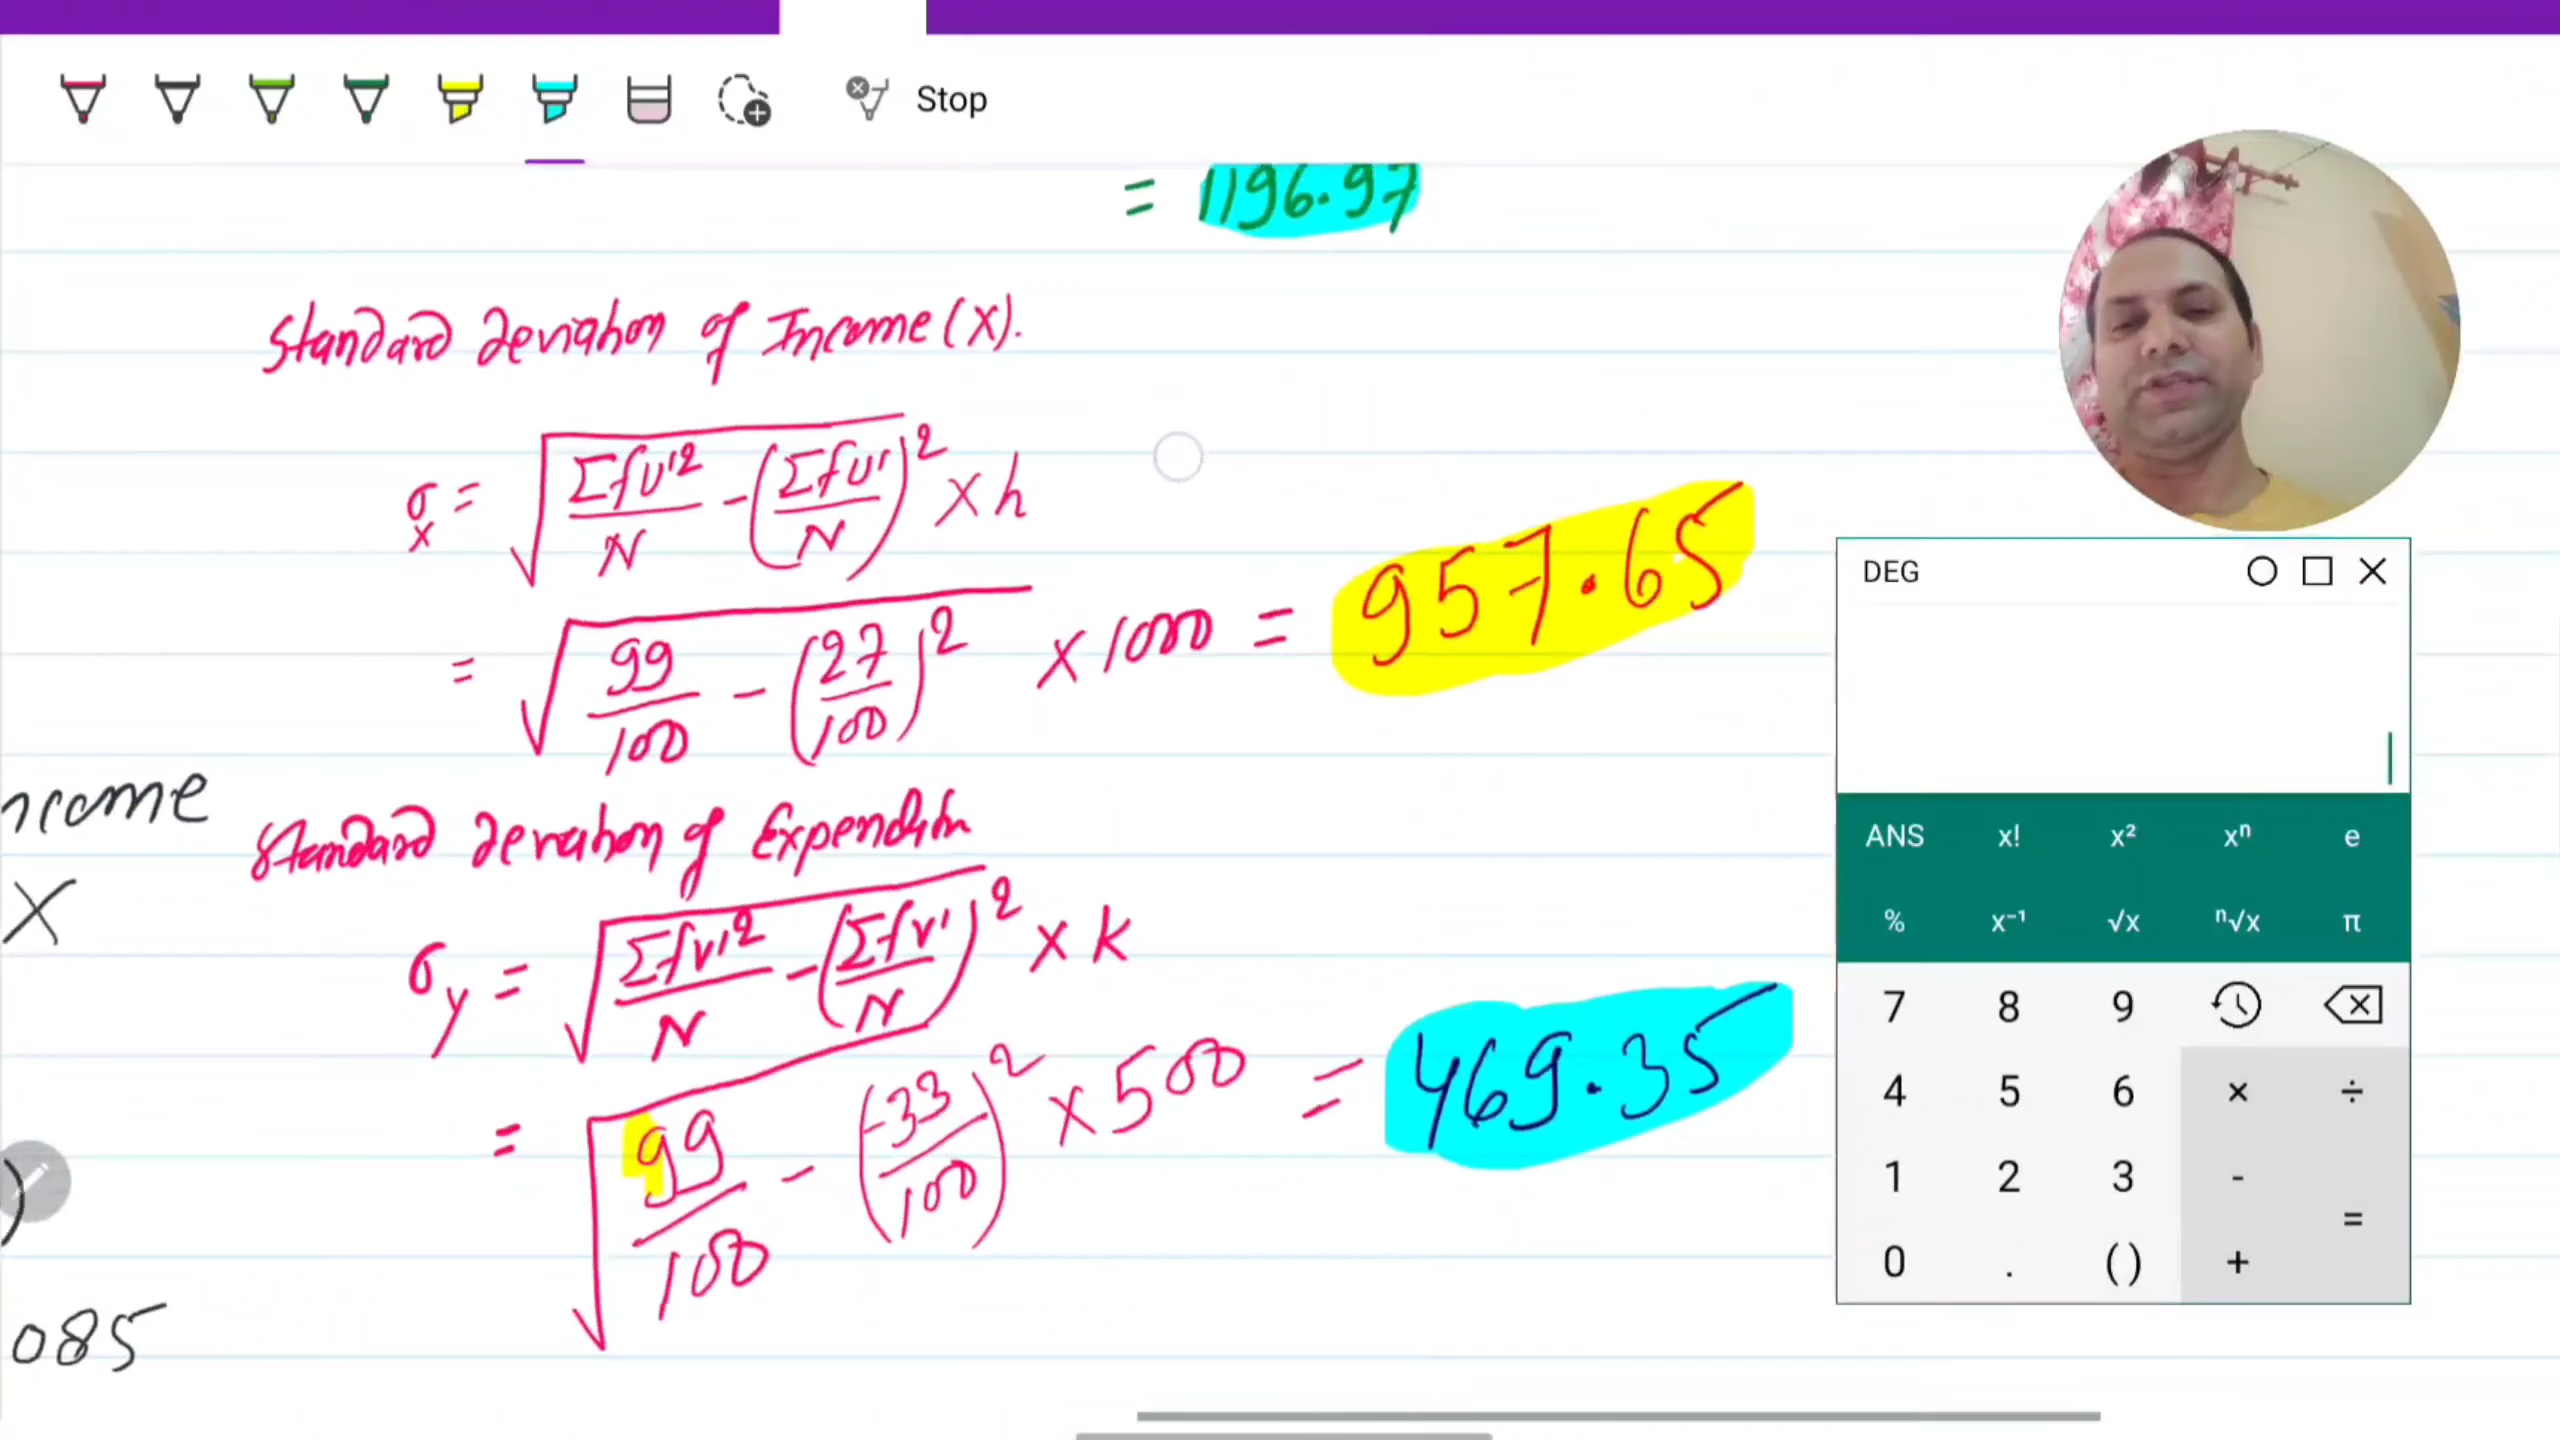 Stop
= 1196.97
Standard deviation of Income (X).
σx = √(Σfu'²/N - (Σfu'/N)²) × h
= √(99/100 - (27/100)²) × 1000 = 957.65
ncome
X
Standard deviation of Expenditu
σy = √(Σfv'²/N - (Σfv'/N)²) × k
= √(99/100 - (-33/100)²) × 500 = 469.35
)
085
DEG
ANS x! x² xⁿ e
% x⁻¹ √x ⁿ√x π
7 8 9
4 5 6 × ÷
1 2 3 -
0 . ( ) + =